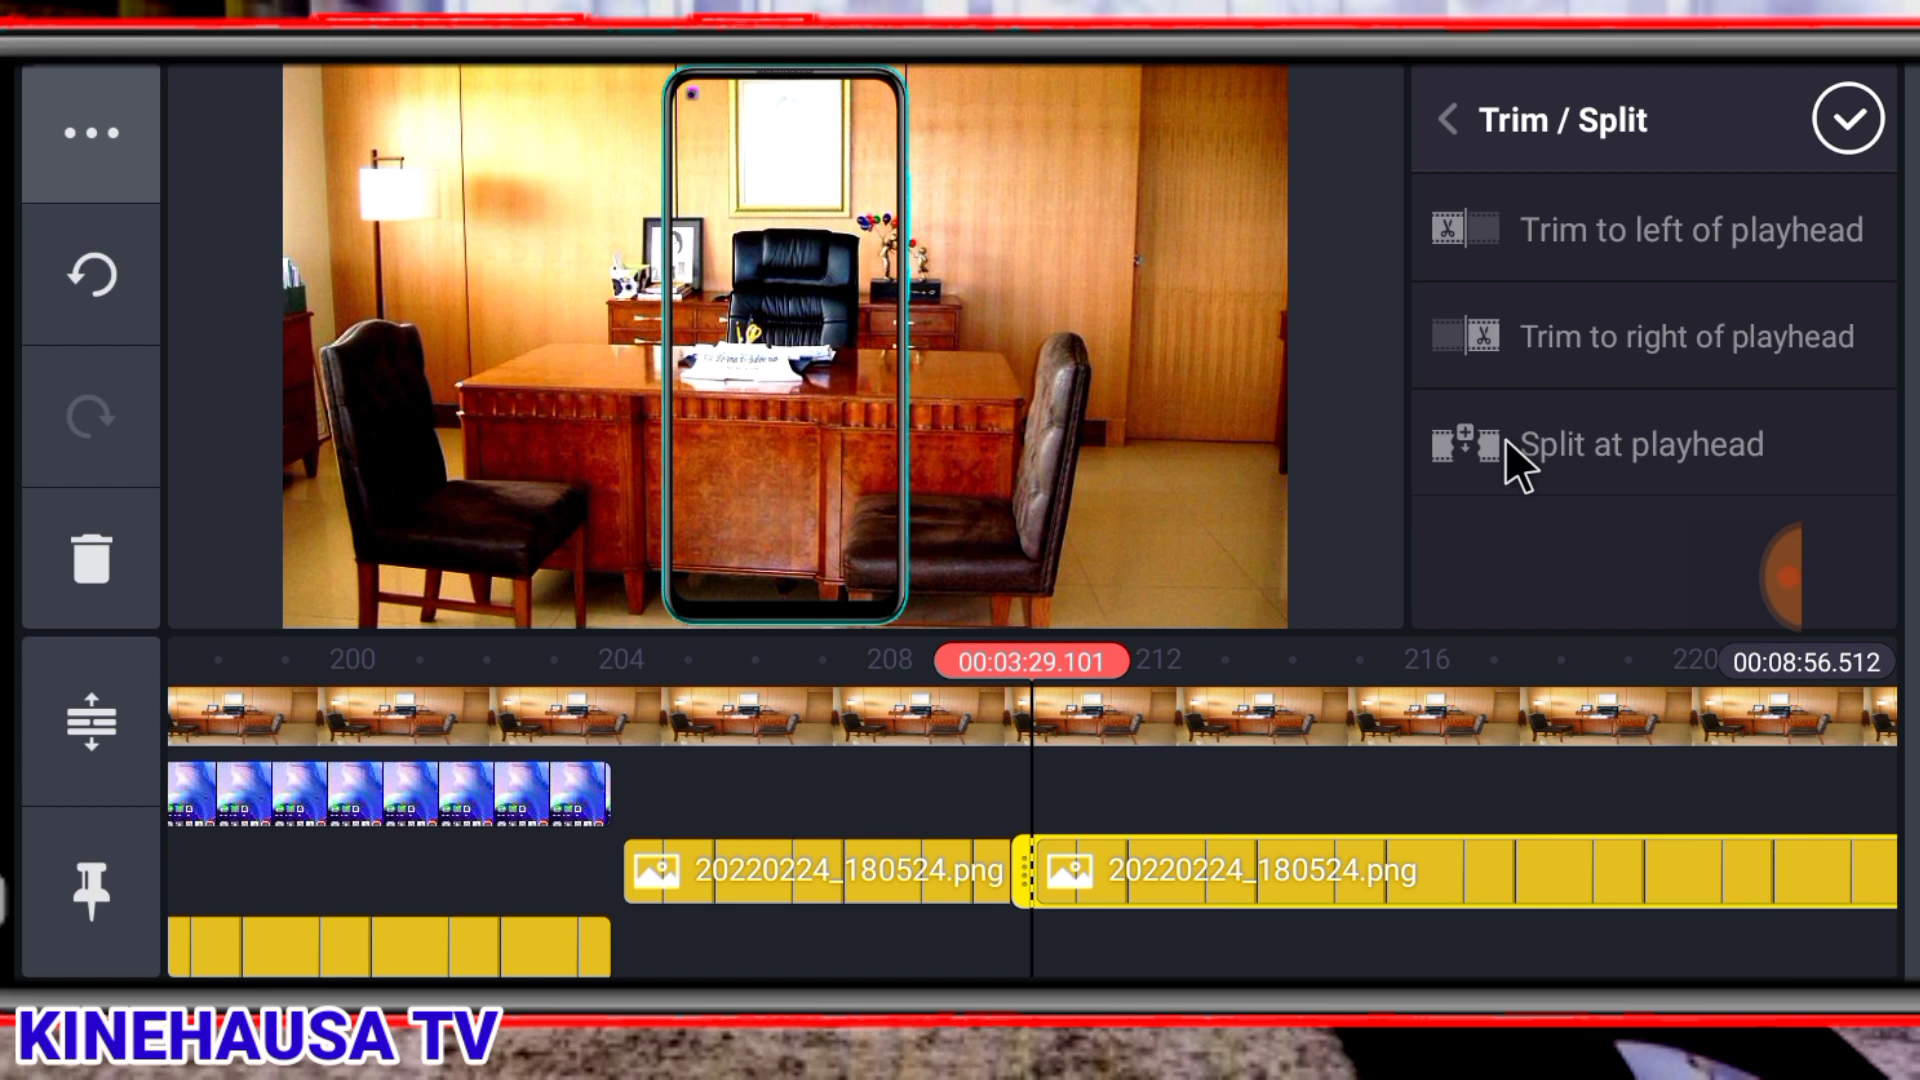 Trim / Split
Trim to left of playhead
Trim to right of playhead
Split at playhead
200
204
208
00:03:29.101
212
216
220
00:08:56.512
20220224_180524.png
20220224_180524.png
KINEHAUSA TV